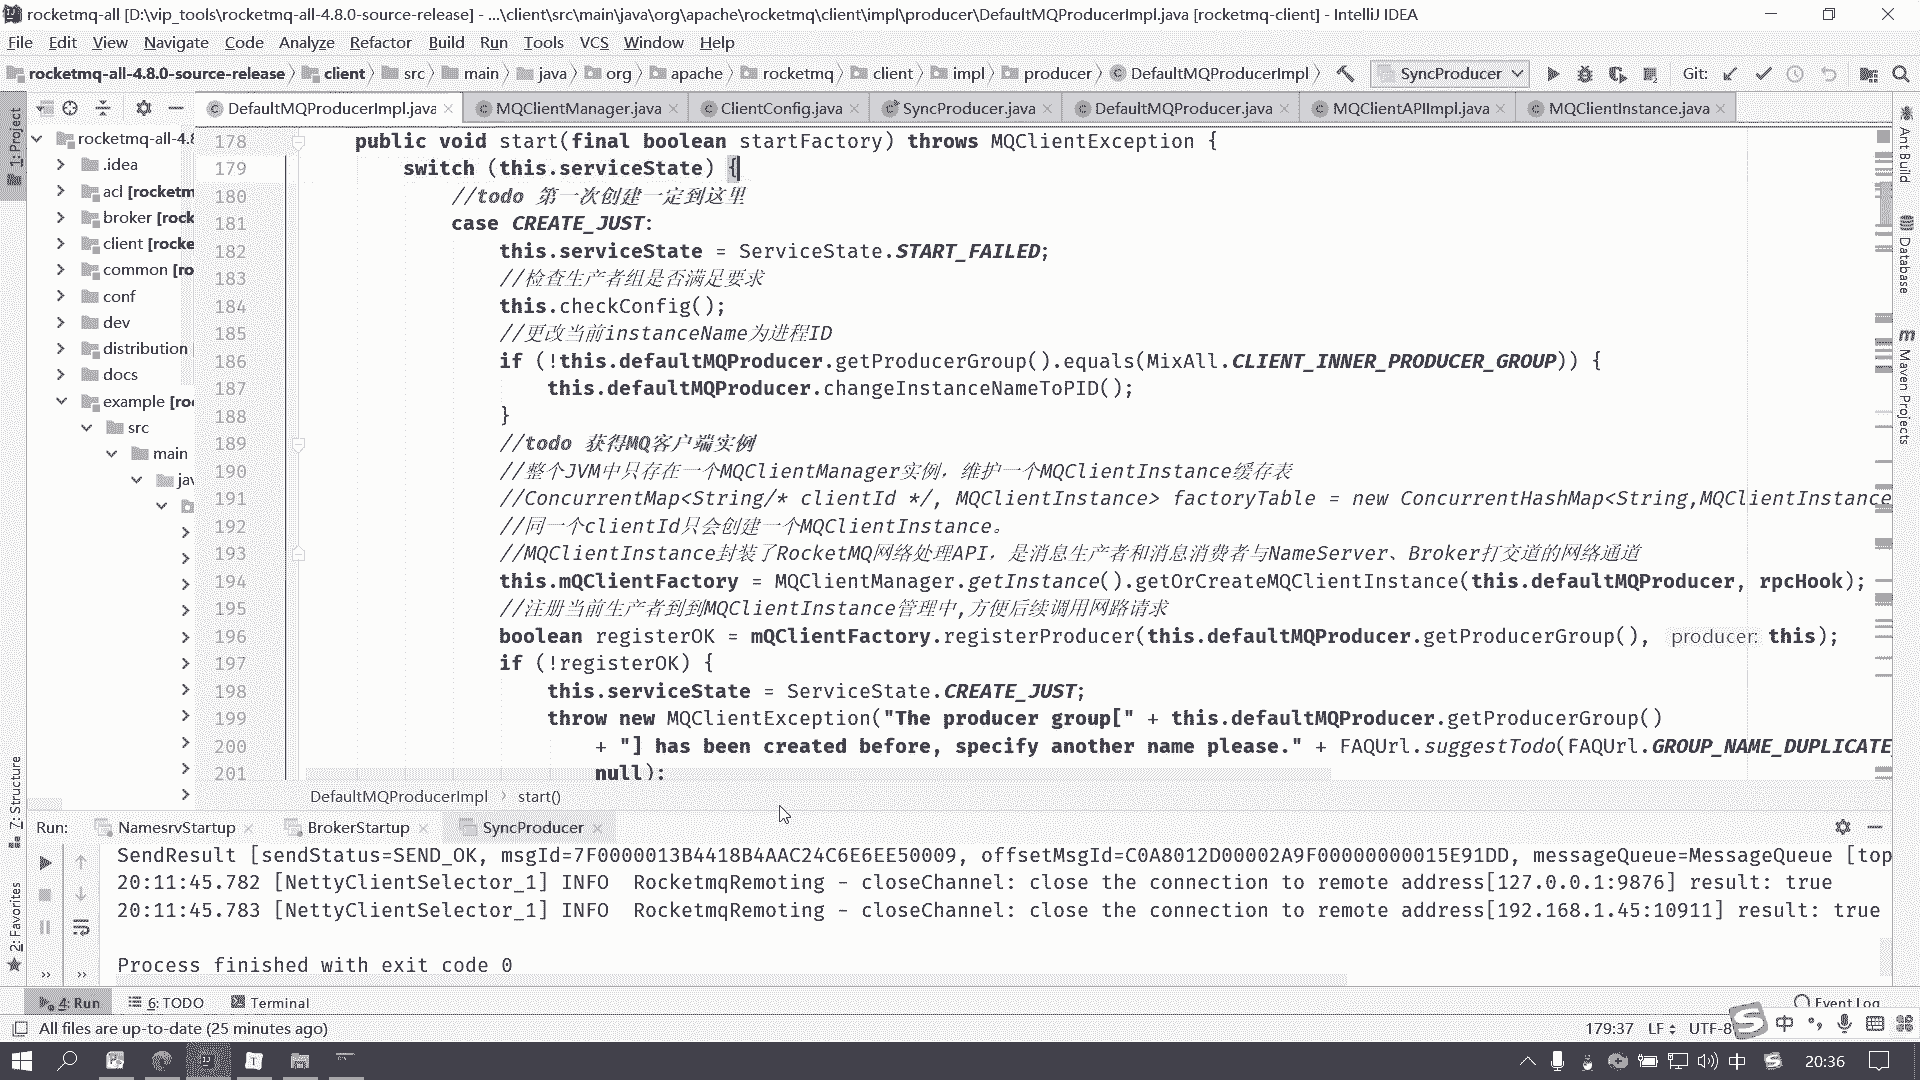 rocketmq-all [D:\vip_tools\rocketmq-all-4.8.0-source-release] - ...\client\src\main\java\org\apache\rocketmq\client\impl\producer\DefaultMQProducerImpl.java [rocketmq-client] - IntelliJ IDEA
File Edit View Navigate Code Analyze Refactor Build Run Tools VCS Window Help
rocketmq-all-4.8.0-source-release client src main java org apache rocketmq client impl producer DefaultMQProducerImpl SyncProducer Git:
DefaultMQProducerImpl.java MQClientManager.java ClientConfig.java SyncProducer.java DefaultMQProducer.java MQClientAPIImpl.java MQClientInstance.java
1: Project
7: Structure
2: Favorites
rocketmq-all-4.8
.idea
acl [rocketm
broker [rock
client [rocke
common [ro
conf
dev
distribution
docs
example [ro
src
main
jav
178 public void start(final boolean startFactory) throws MQClientException {
179 switch (this.serviceState) {
180 //todo 第一次创建一定到这里
181 case CREATE_JUST:
182 this.serviceState = ServiceState.START_FAILED;
183 //检查生产者组是否满足要求
184 this.checkConfig();
185 //更改当前instanceName为进程ID
186 if (!this.defaultMQProducer.getProducerGroup().equals(MixAll.CLIENT_INNER_PRODUCER_GROUP)) {
187 this.defaultMQProducer.changeInstanceNameToPID();
188 }
189 //todo 获得MQ客户端实例
190 //整个JVM中只存在一个MQClientManager实例，维护一个MQClientInstance缓存表
191 //ConcurrentMap<String/* clientId */, MQClientInstance> factoryTable = new ConcurrentHashMap<String,MQClientInstance
192 //同一个clientId只会创建一个MQClientInstance。
193 //MQClientInstance封装了RocketMQ网络处理API，是消息生产者和消息消费者与NameServer、Broker打交道的网络通道
194 this.mQClientFactory = MQClientManager.getInstance().getOrCreateMQClientInstance(this.defaultMQProducer, rpcHook);
195 //注册当前生产者到到MQClientInstance管理中,方便后续调用网路请求
196 boolean registerOK = mQClientFactory.registerProducer(this.defaultMQProducer.getProducerGroup(), producer: this);
197 if (!registerOK) {
198 this.serviceState = ServiceState.CREATE_JUST;
199 throw new MQClientException("The producer group[" + this.defaultMQProducer.getProducerGroup()
200 + "] has been created before, specify another name please." + FAQUrl.suggestTodo(FAQUrl.GROUP_NAME_DUPLICATE
201 null);
DefaultMQProducerImpl start()
Ant Build
Database
Maven Projects
Run: NamesrvStartup BrokerStartup SyncProducer
SendResult [sendStatus=SEND_OK, msgId=7F0000013B4418B4AAC24C6E6EE50009, offsetMsgId=C0A8012D00002A9F00000000015E91DD, messageQueue=MessageQueue [top
20:11:45.782 [NettyClientSelector_1] INFO RocketmqRemoting - closeChannel: close the connection to remote address[127.0.0.1:9876] result: true
20:11:45.783 [NettyClientSelector_1] INFO RocketmqRemoting - closeChannel: close the connection to remote address[192.168.1.45:10911] result: true
Process finished with exit code 0
4: Run 6: TODO Terminal Event Log
All files are up-to-date (25 minutes ago) 179:37 LF UTF-8 中
中 20:36